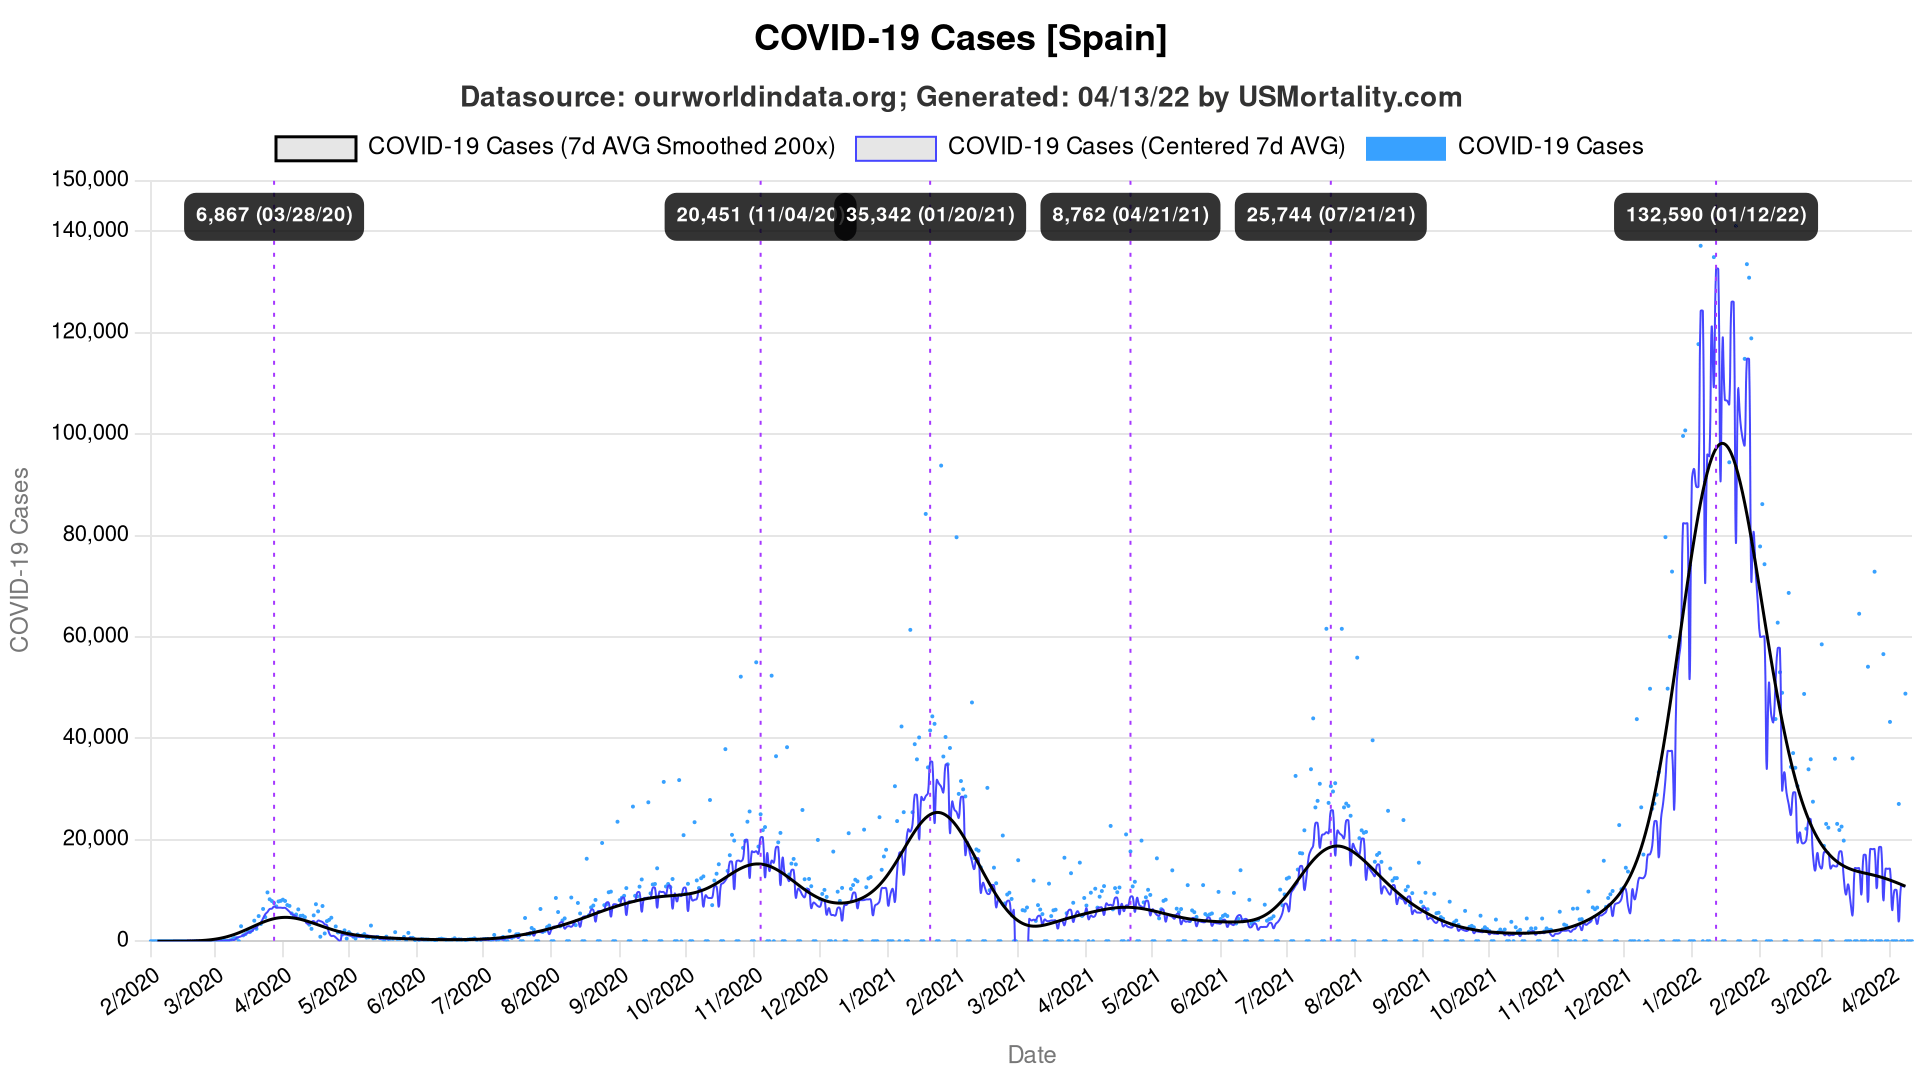 COVID-19 Cases [Spain]
Datasource: ourworldindata.org; Generated: 04/13/22 by USMortality.com
COVID-19 Cases (7d AVG Smoothed 200x) COVID-19 Cases (Centered 7d AVG) COVID-19 Cases
6,867 (03/28/20) 20,451 (11/04/20) 35,342 (01/20/21) 8,762 (04/21/21) 25,744 (07/21/21) 132,590 (01/12/22)
COVID-19 Cases
150,000
140,000
120,000
100,000
80,000
60,000
40,000
20,000
0
2/2020 3/2020 4/2020 5/2020 6/2020 7/2020 8/2020 9/2020 10/2020 11/2020 12/2020 1/2021 2/2021 3/2021 4/2021 5/2021 6/2021 7/2021 8/2021 9/2021 10/2021 11/2021 12/2021 1/2022 2/2022 3/2022 4/2022
Date